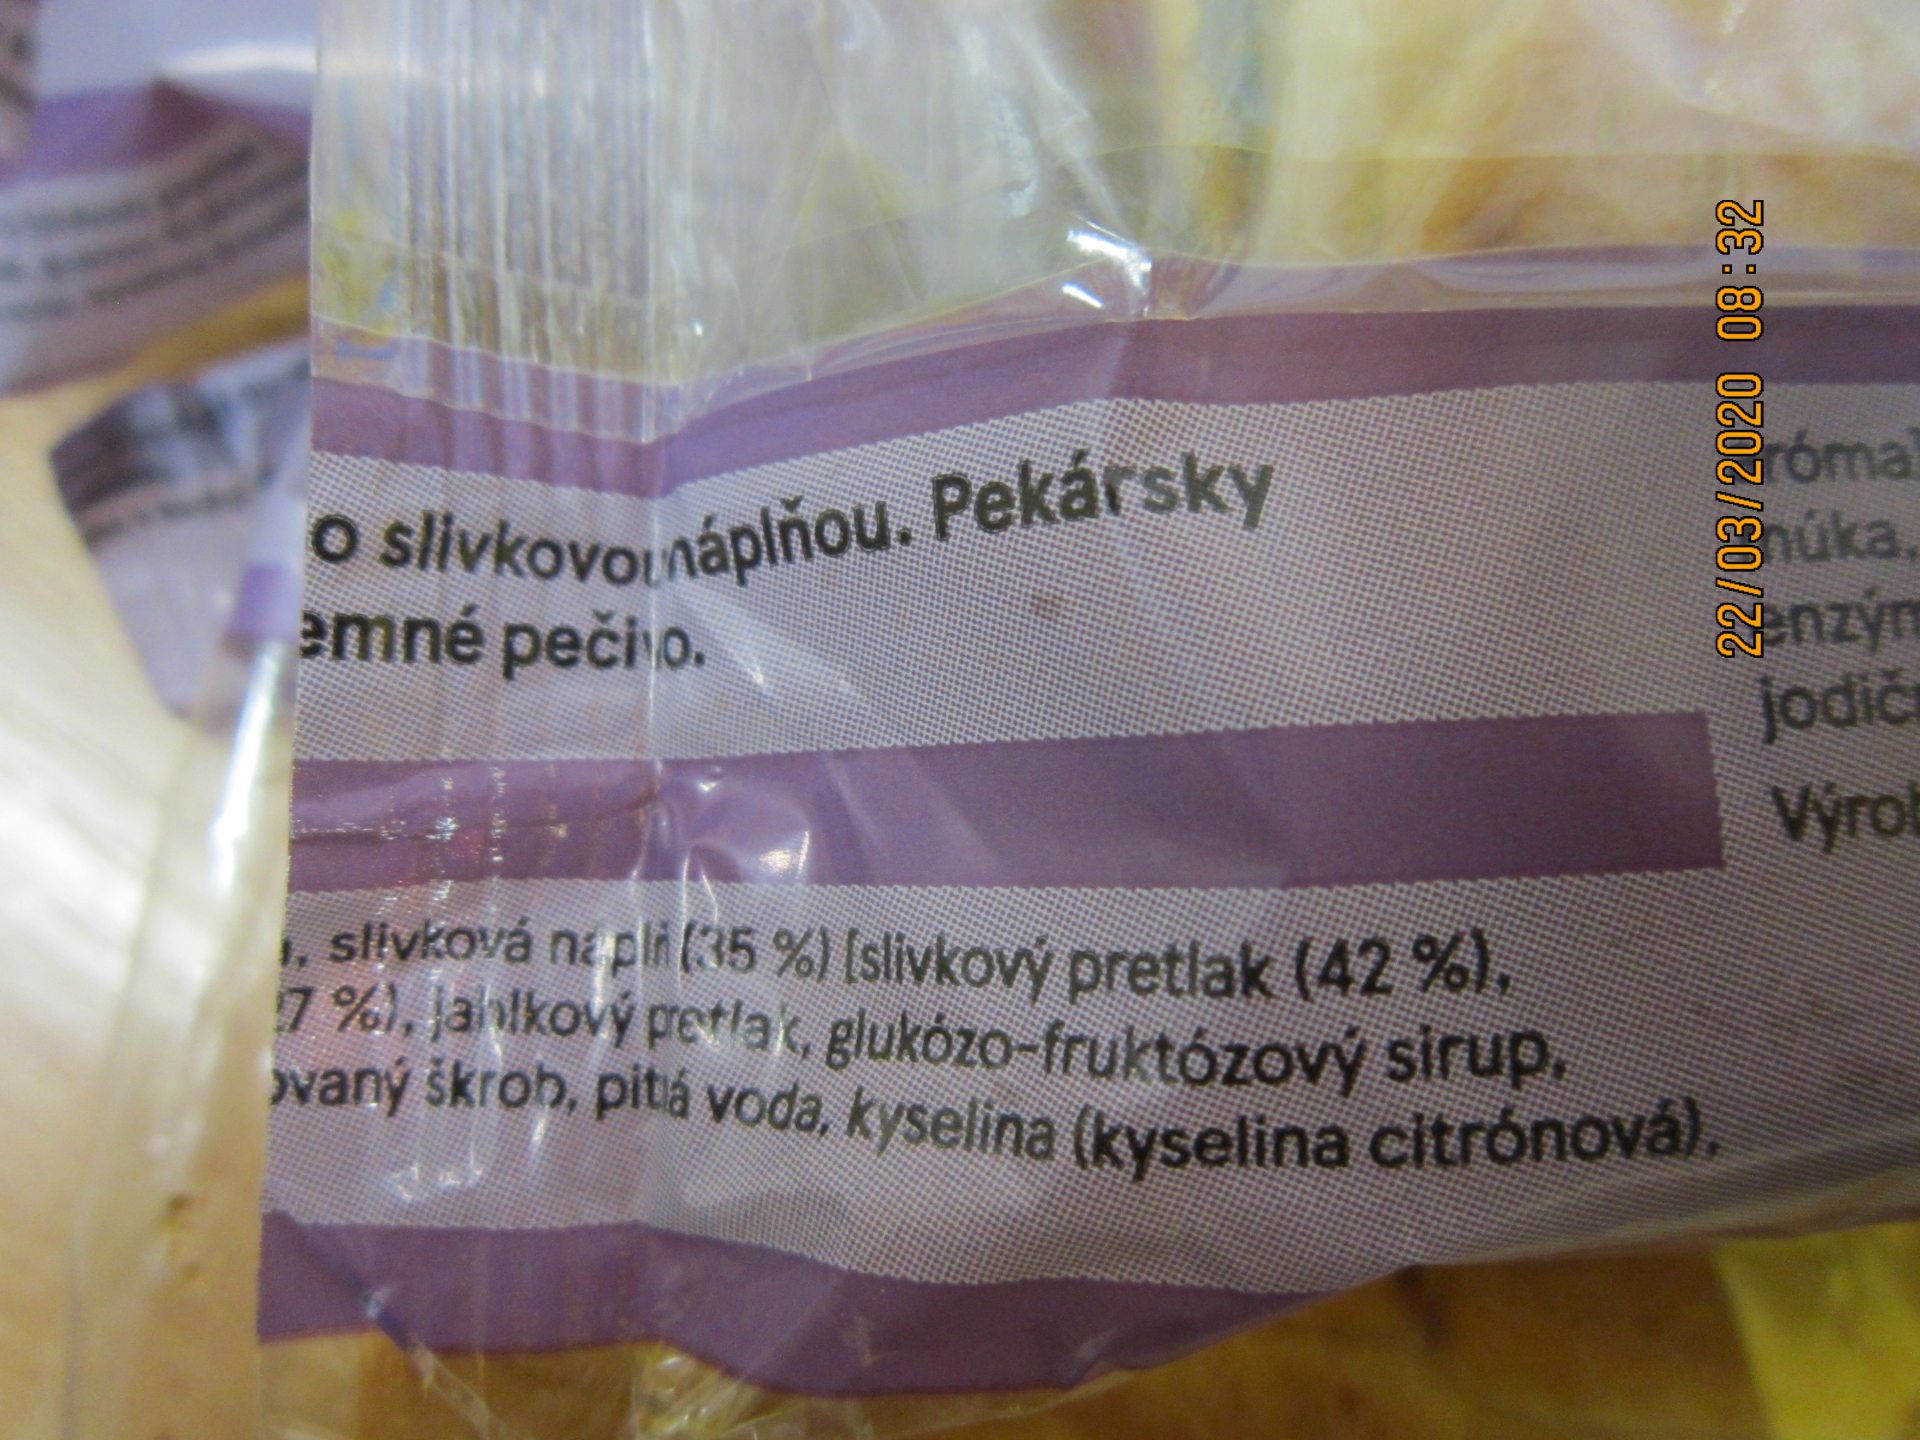 o slivkovou náplňou. Pekársky
emné pečivo.
, slivková náplň (35 %) [slivkový pretlak (42 %),
27 %), jablkový pretlak, glukózo-fruktózový sirup,
ovaný škrob, pitná voda, kyselina (kyselina citrónová).
róma
múka,
enzým
jodič
Výrob
22/03/2020 08:32